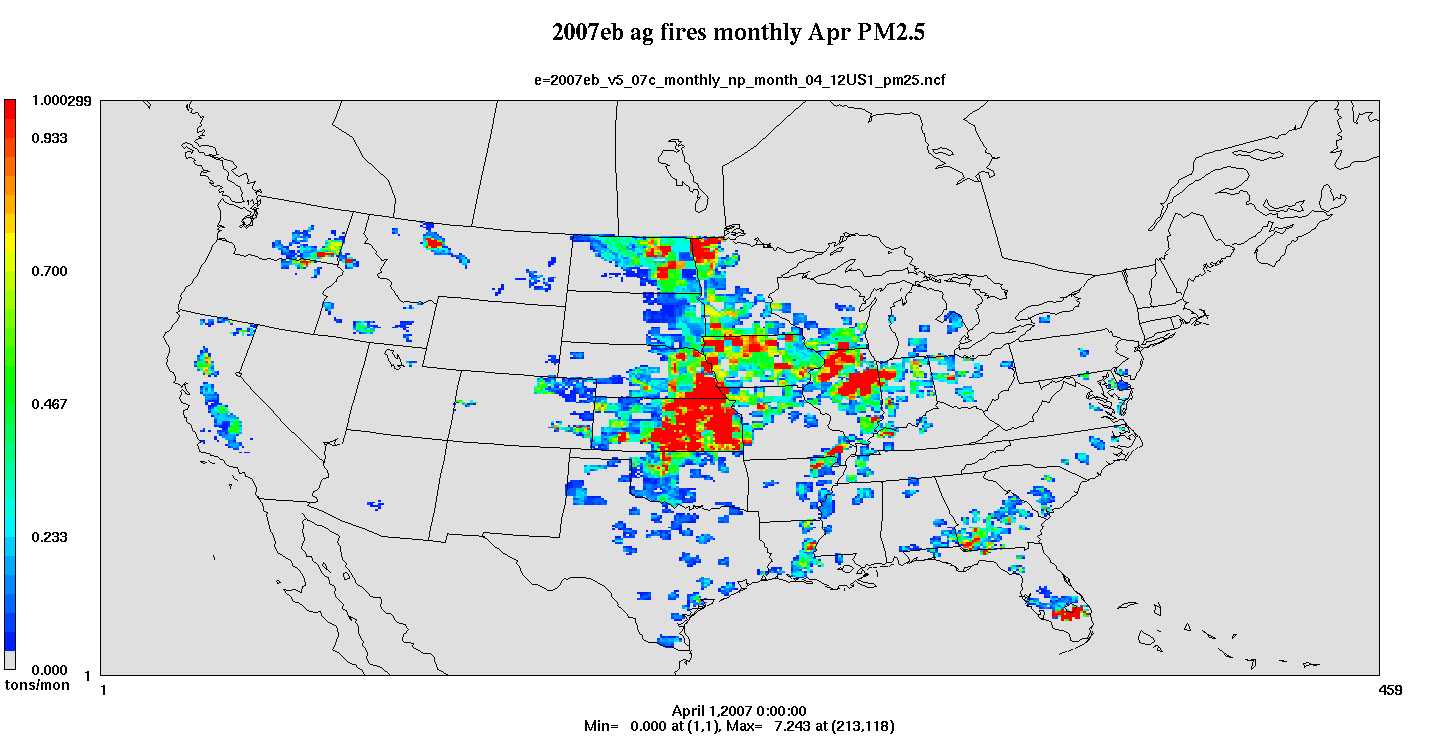 2007eb ag fires monthly Apr PM2.5
e=2007eb_v5_07c_monthly_np_month_04_12US1_pm25.ncf
1.000
299
0.933
0.700
0.467
0.233
0.000
tons/mon
1
1
459
April 1,2007 0:00:00
Min= 0.000 at (1,1), Max= 7.243 at (213,118)